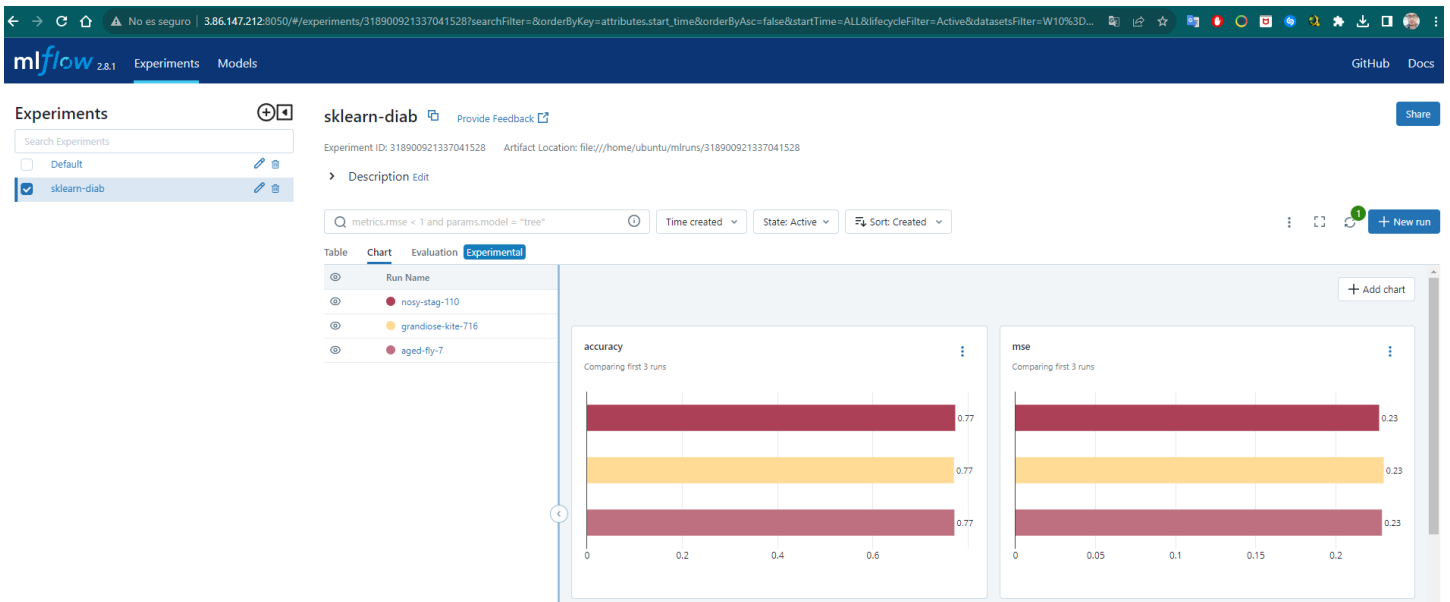 No es seguro | 3.86.147.212:8050/#/experiments/318900921337041528?searchFilter=&orderByKey=attributes.start_time&orderByAsc=false&startTime=ALL&lifecycleFilter=Active&datasetsFilter=W10%3D...
mlflow 2.8.1 Experiments Models GitHub Docs
Experiments
Search Experiments
Default
sklearn-diab
sklearn-diab Provide Feedback
Share
Experiment ID: 318900921337041528 Artifact Location: file:///home/ubuntu/mlruns/318900921337041528
Description Edit
metrics.rmse < 1 and params.model = "tree" Time created State: Active Sort: Created 1 New run
Table Chart Evaluation Experimental
Run Name
nosy-stag-110
grandiose-kite-716
aged-fly-7
Add chart
accuracy
Comparing first 3 runs
0.77
0.77
0.77
0 0.2 0.4 0.6
mse
Comparing first 3 runs
0.23
0.23
0.23
0 0.05 0.1 0.15 0.2